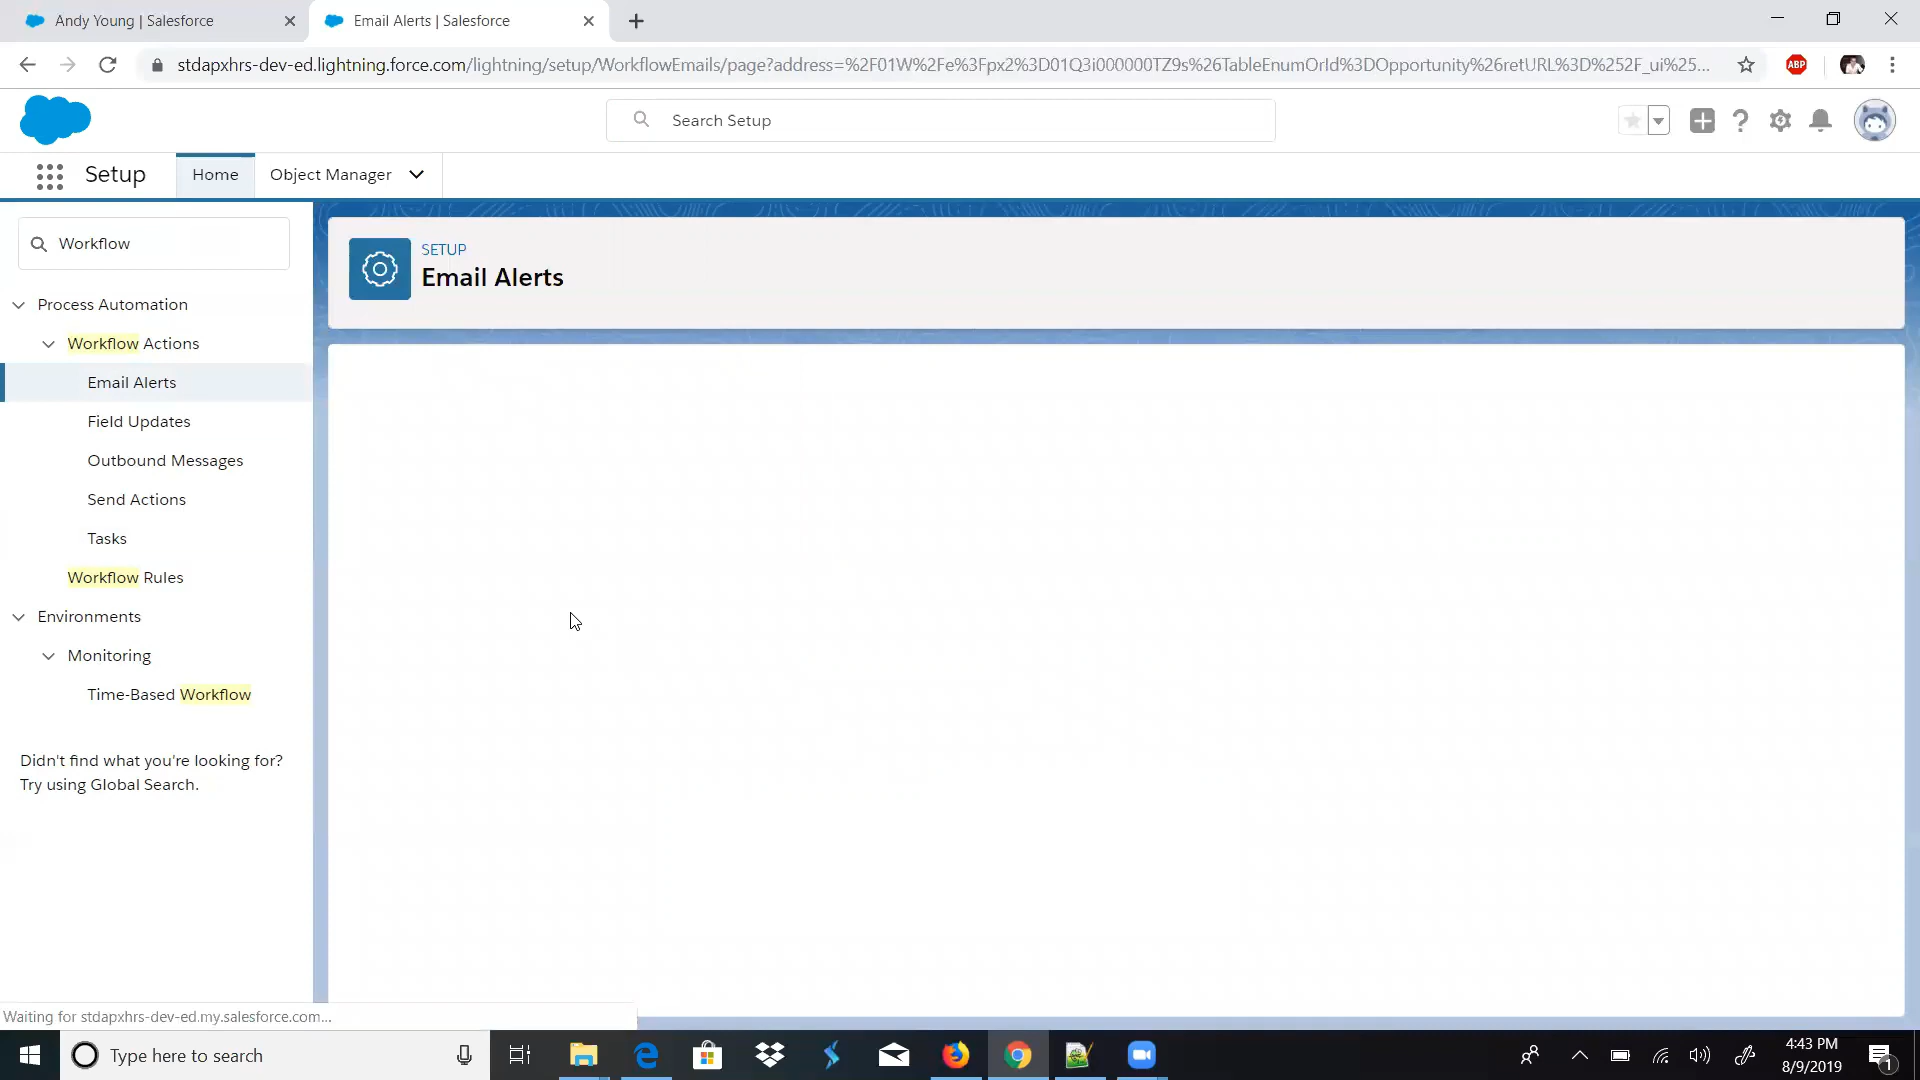 Andy Young | Salesforce
Email Alerts | Salesforce
stdapxhrs-dev-ed.lightning.force.com/lightning/setup/WorkflowEmails/page?address=%2F01W%2Fe%3Fpx2%3D01Q3i000000TZ9s%26TableEnumOrId%3DOpportunity%26retURL%3D%252F_ui%25...
ABP
Search Setup
Setup
Home
Object Manager
Workflow
SETUP
Email Alerts
Process Automation
Workflow Actions
Email Alerts
Field Updates
Outbound Messages
Send Actions
Tasks
Workflow Rules
Environments
Monitoring
Time-Based Workflow
Didn't find what you're looking for?
Try using Global Search.
Waiting for stdapxhrs-dev-ed.my.salesforce.com...
Type here to search
4:43 PM
8/9/2019
1